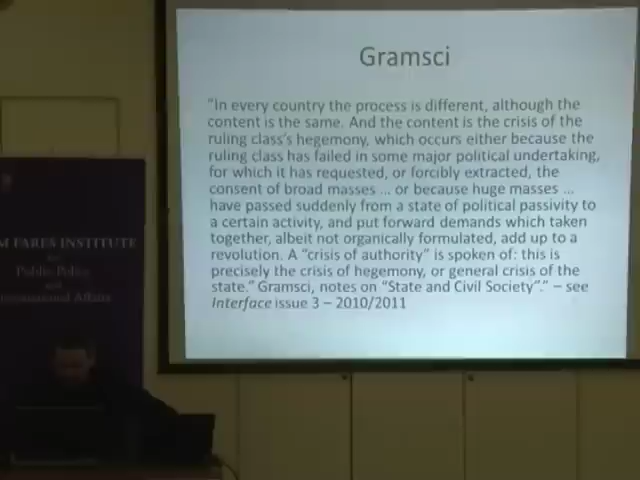 Gramsci
"In every country the process is different, although the
content is the same. And the content is the crisis of the
ruling class's hegemony, which occurs either because the
ruling class has failed in some major political undertaking,
for which it has requested, or forcibly extracted, the
consent of broad masses ... or because huge masses ...
have passed suddenly from a state of political passivity to
a certain activity, and put forward demands which taken
together, albeit not organically formulated, add up to a
revolution. A "crisis of authority" is spoken of: this is
precisely the crisis of hegemony, or general crisis of the
state." Gramsci, notes on "State and Civil Society"." – see
Interface issue 3 – 2010/2011
M FARES INSTITUTE
for
Public Policy
and
International Affairs